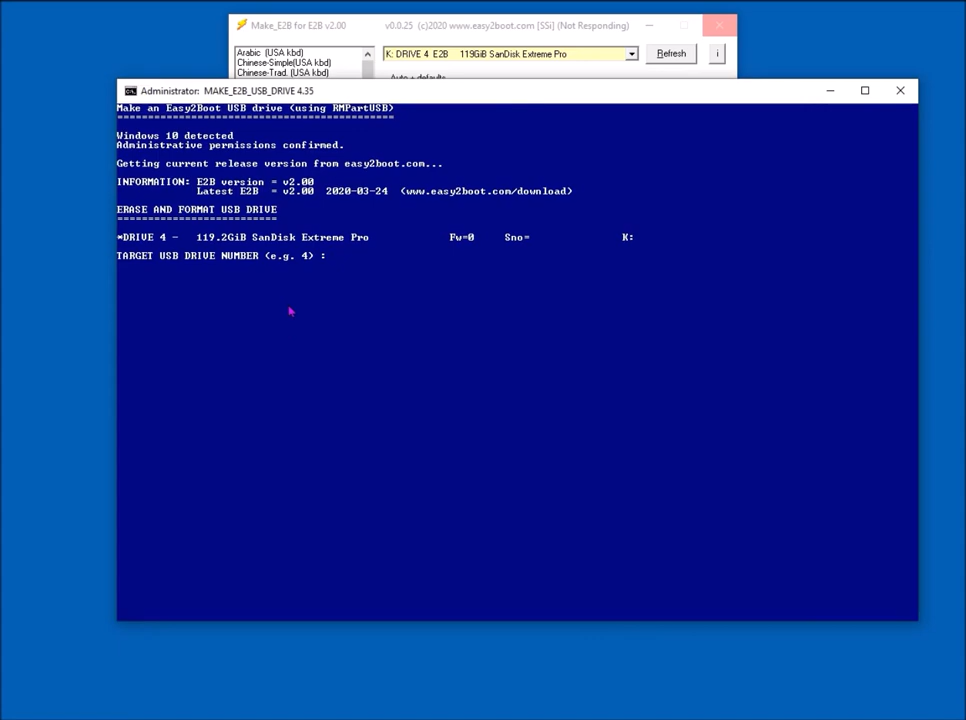 Make_E2B for E2B v2.00 v0.0.25 (c)2020 www.easy2boot.com [SSi] (Not Responding)
Arabic (USA kbd)
Chinese-Simple(USA kbd)
Chinese-Trad. (USA kbd)
K: DRIVE 4 E2B 119GiB SanDisk Extreme Pro
Refresh
i
Auto + defaults
Administrator: MAKE_E2B_USB_DRIVE 4.35
Make an Easy2Boot USB drive (using RMPartUSB)
=============================================
Windows 10 detected
Administrative permissions confirmed.
Getting current release version from easy2boot.com...
INFORMATION: E2B version = v2.00
Latest E2B = v2.00 2020-03-24 (www.easy2boot.com/download)
ERASE AND FORMAT USB DRIVE
==========================
*DRIVE 4 - 119.2GiB SanDisk Extreme Pro Fw=0 Sno= K:
TARGET USB DRIVE NUMBER (e.g. 4) :